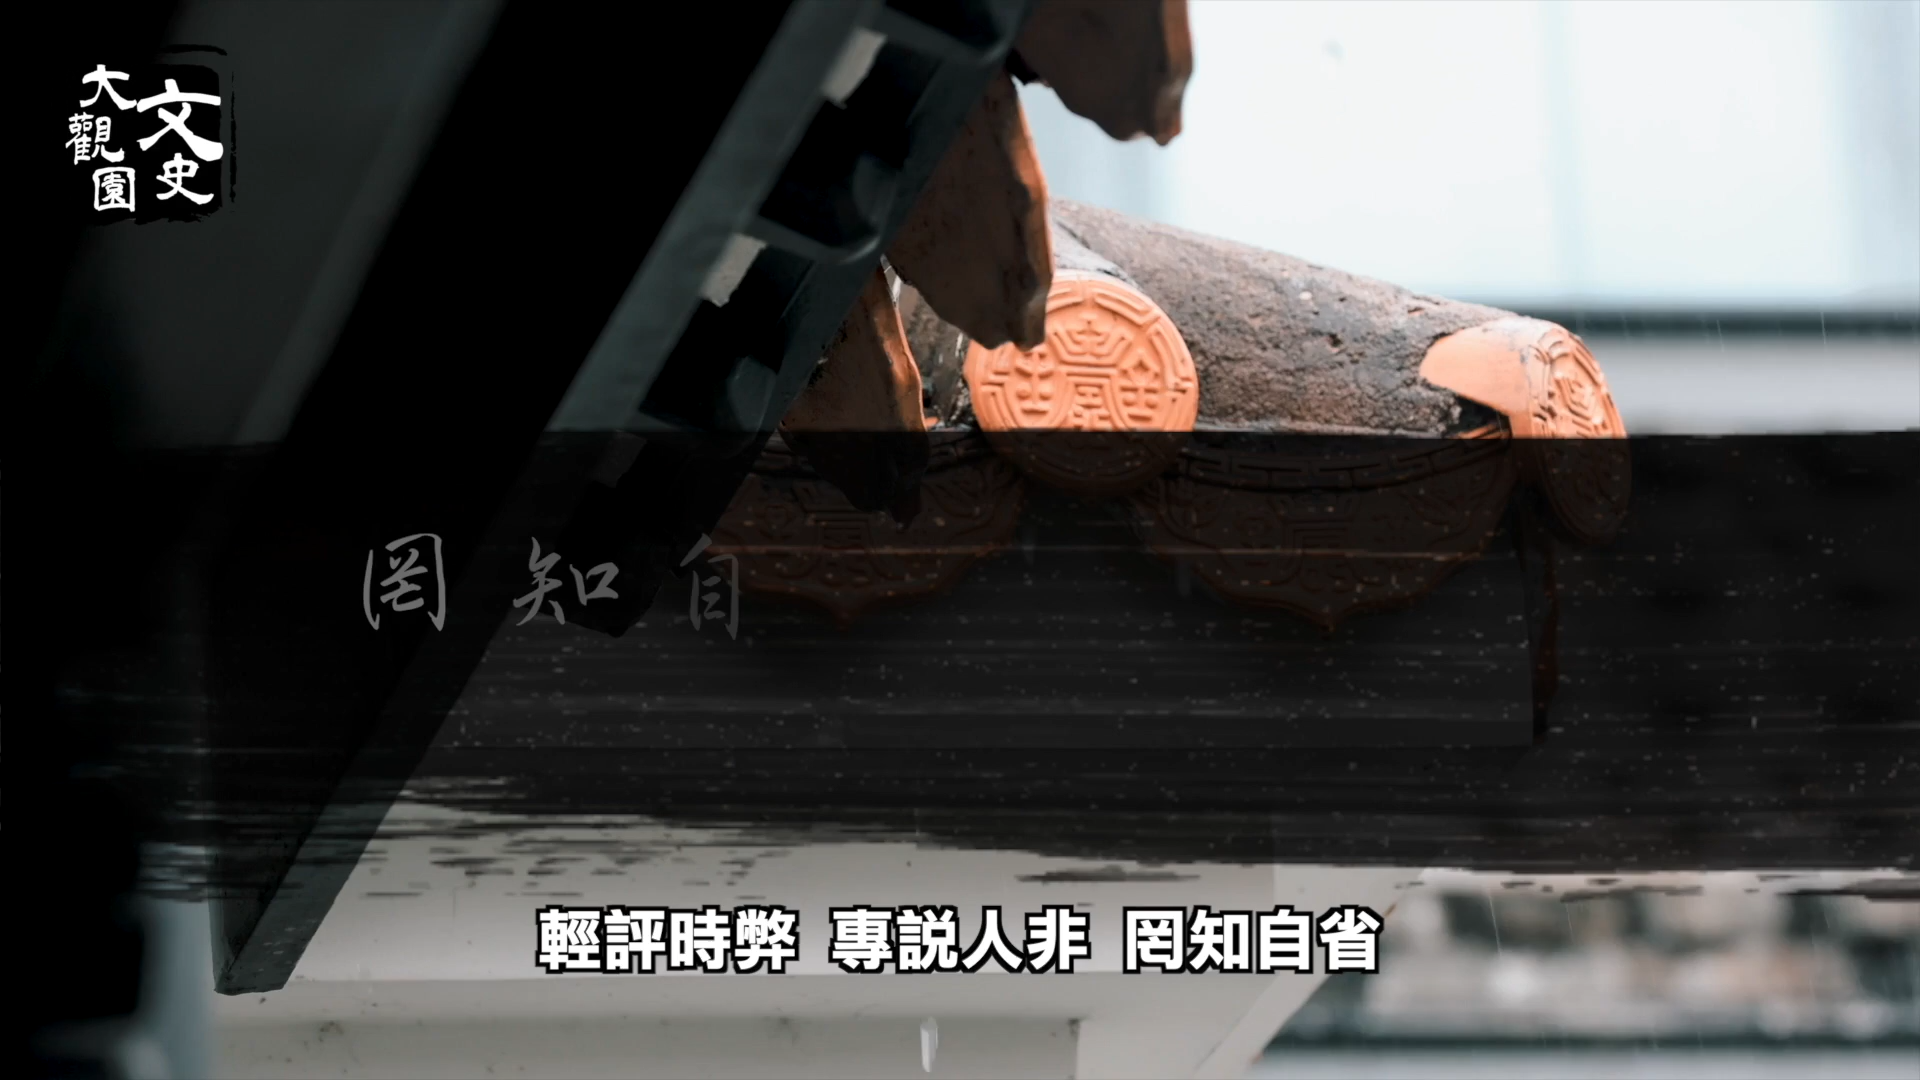 文史
大觀園
罔知自
輕評時弊 專説人非 罔知自省